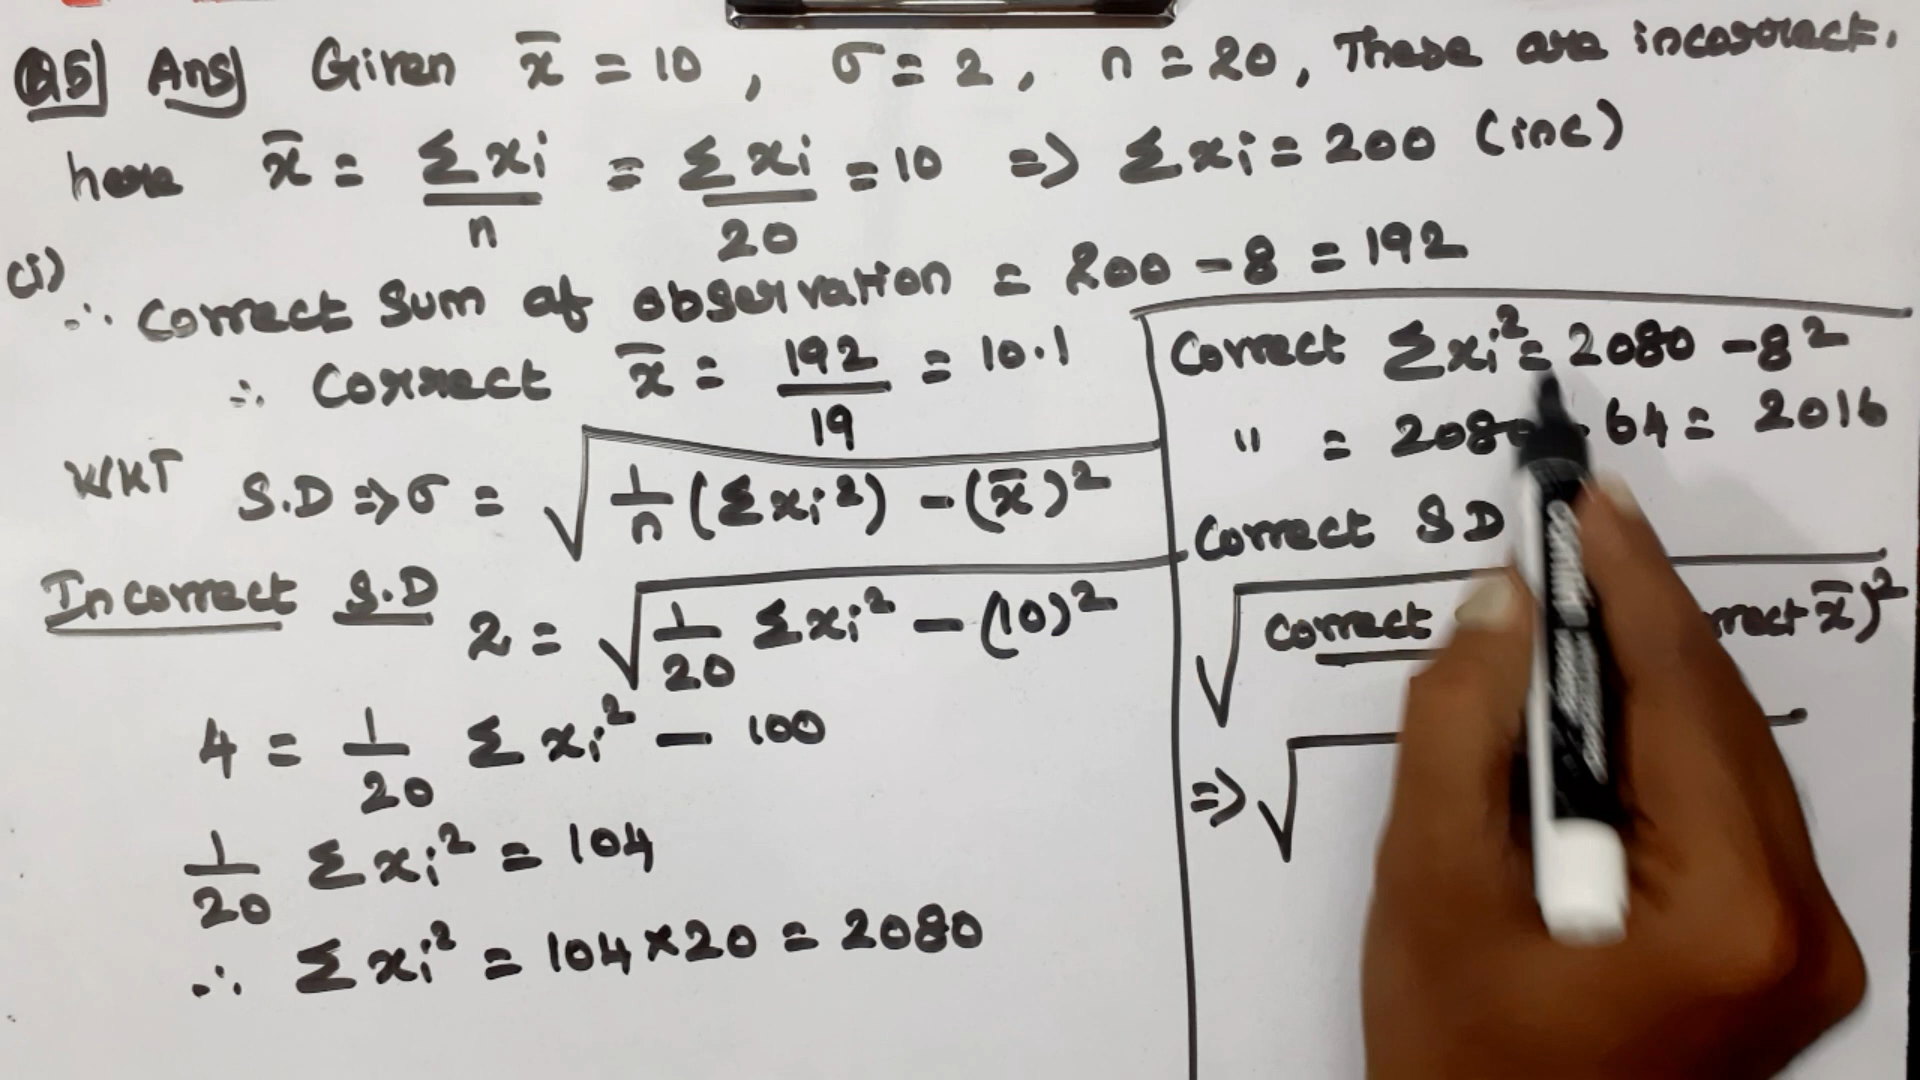 Q5] Ans] Given x̄ = 10 , σ = 2 , n = 20 , These are incorrect.
here x̄ = Σxi/n = Σxi/20 = 10 => Σxi = 200 (inc)
(i)
∴ Correct Sum of observation = 200 - 8 = 192
∴ Correct x̄ = 192/19 = 10.1
WKT S.D => σ = √(1/n (Σxi²) - (x̄)²)
Incorrect S.D 2 = √(1/20 Σxi² - (10)²)
4 = 1/20 Σxi² - 100
1/20 Σxi² = 104
∴ Σxi² = 104 × 20 = 2080
Correct Σxi² = 2080 - 8²
" = 2080 - 64 = 2016
Correct SD
√ Correct x̄)²
=> √